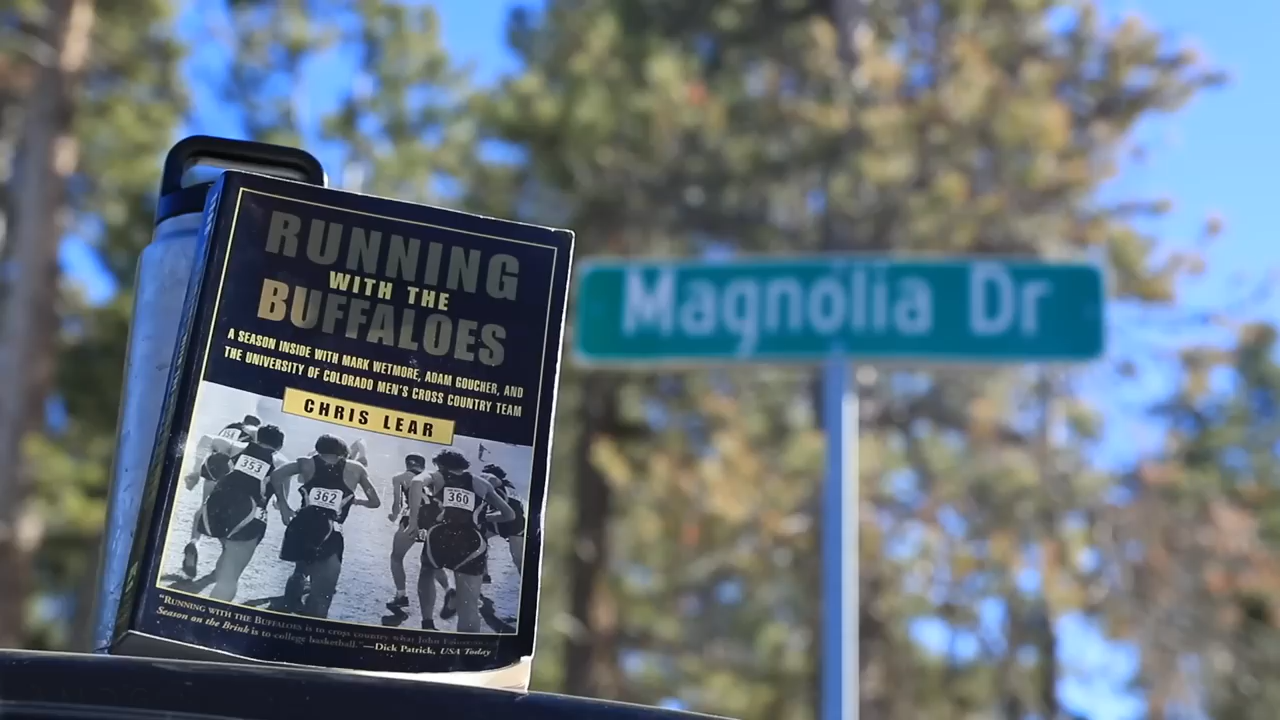 RUNNING
WITH THE
BUFFALOES
A SEASON INSIDE WITH MARK WETMORE, ADAM GOUCHER, AND
THE UNIVERSITY OF COLORADO MEN'S CROSS COUNTRY TEAM
CHRIS LEAR
353
362
360
"RUNNING WITH THE BUFFALOES is to cross country what John
Season on the Brink is to college basketball." —Dick Patrick, USA Today
Magnolia Dr